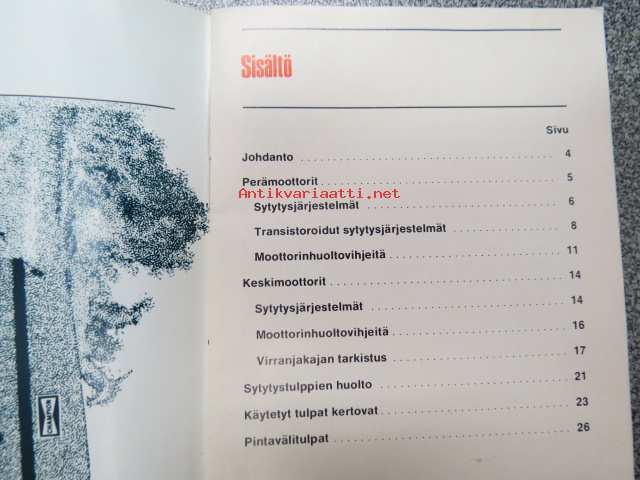 Sisältö
Sivu
Johdanto 4
Perämoottorit 5
Antikvariaatti.net
Sytytysjärjestelmät 6
Transistoroidut sytytysjärjestelmät 8
Moottorinhuoltovihjeitä 11
Keskimoottorit 14
Sytytysjärjestelmät 14
Moottorinhuoltovihjeitä 16
Virranjakajan tarkistus 17
Sytytystulppien huolto 21
Käytetyt tulpat kertovat 23
Pintavälitulpat 26
CHAMPION